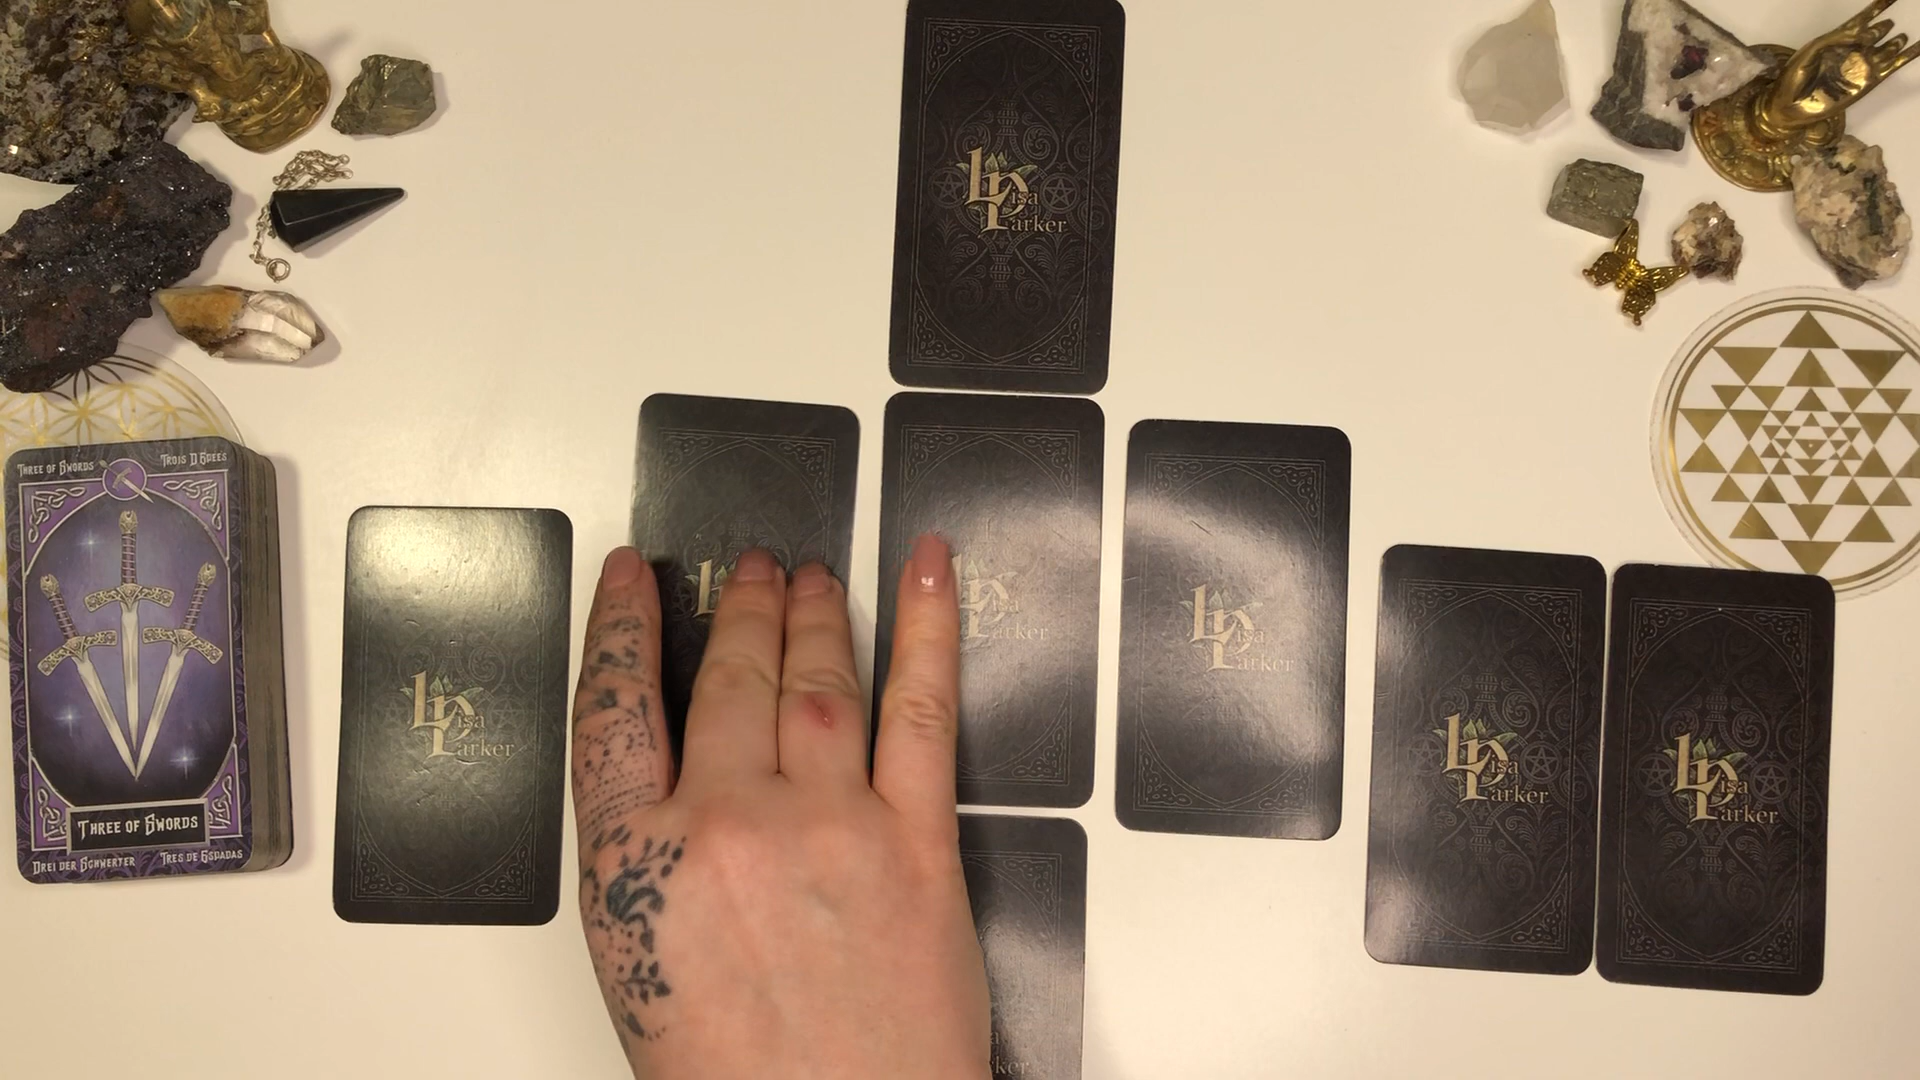 Lisa
Parker
THREE OF SWORDS
TROIS D EPEES
THREE OF SWORDS
DREI DER SCHWERTER
TRES DE ESPADAS
Lisa
Parker
L
Lisa
Parker
Lisa
Parker
Lisa
Parker
Lisa
Parker